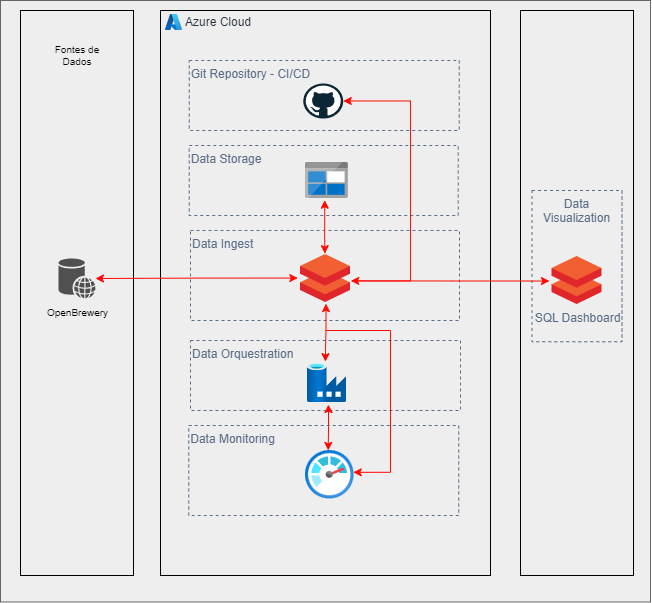 Fontes de
Dados
OpenBrewery
Azure Cloud
Git Repository - CI/CD
Data Storage
Data Ingest
Data Orquestration
Data Monitoring
Data
Visualization
SQL Dashboard